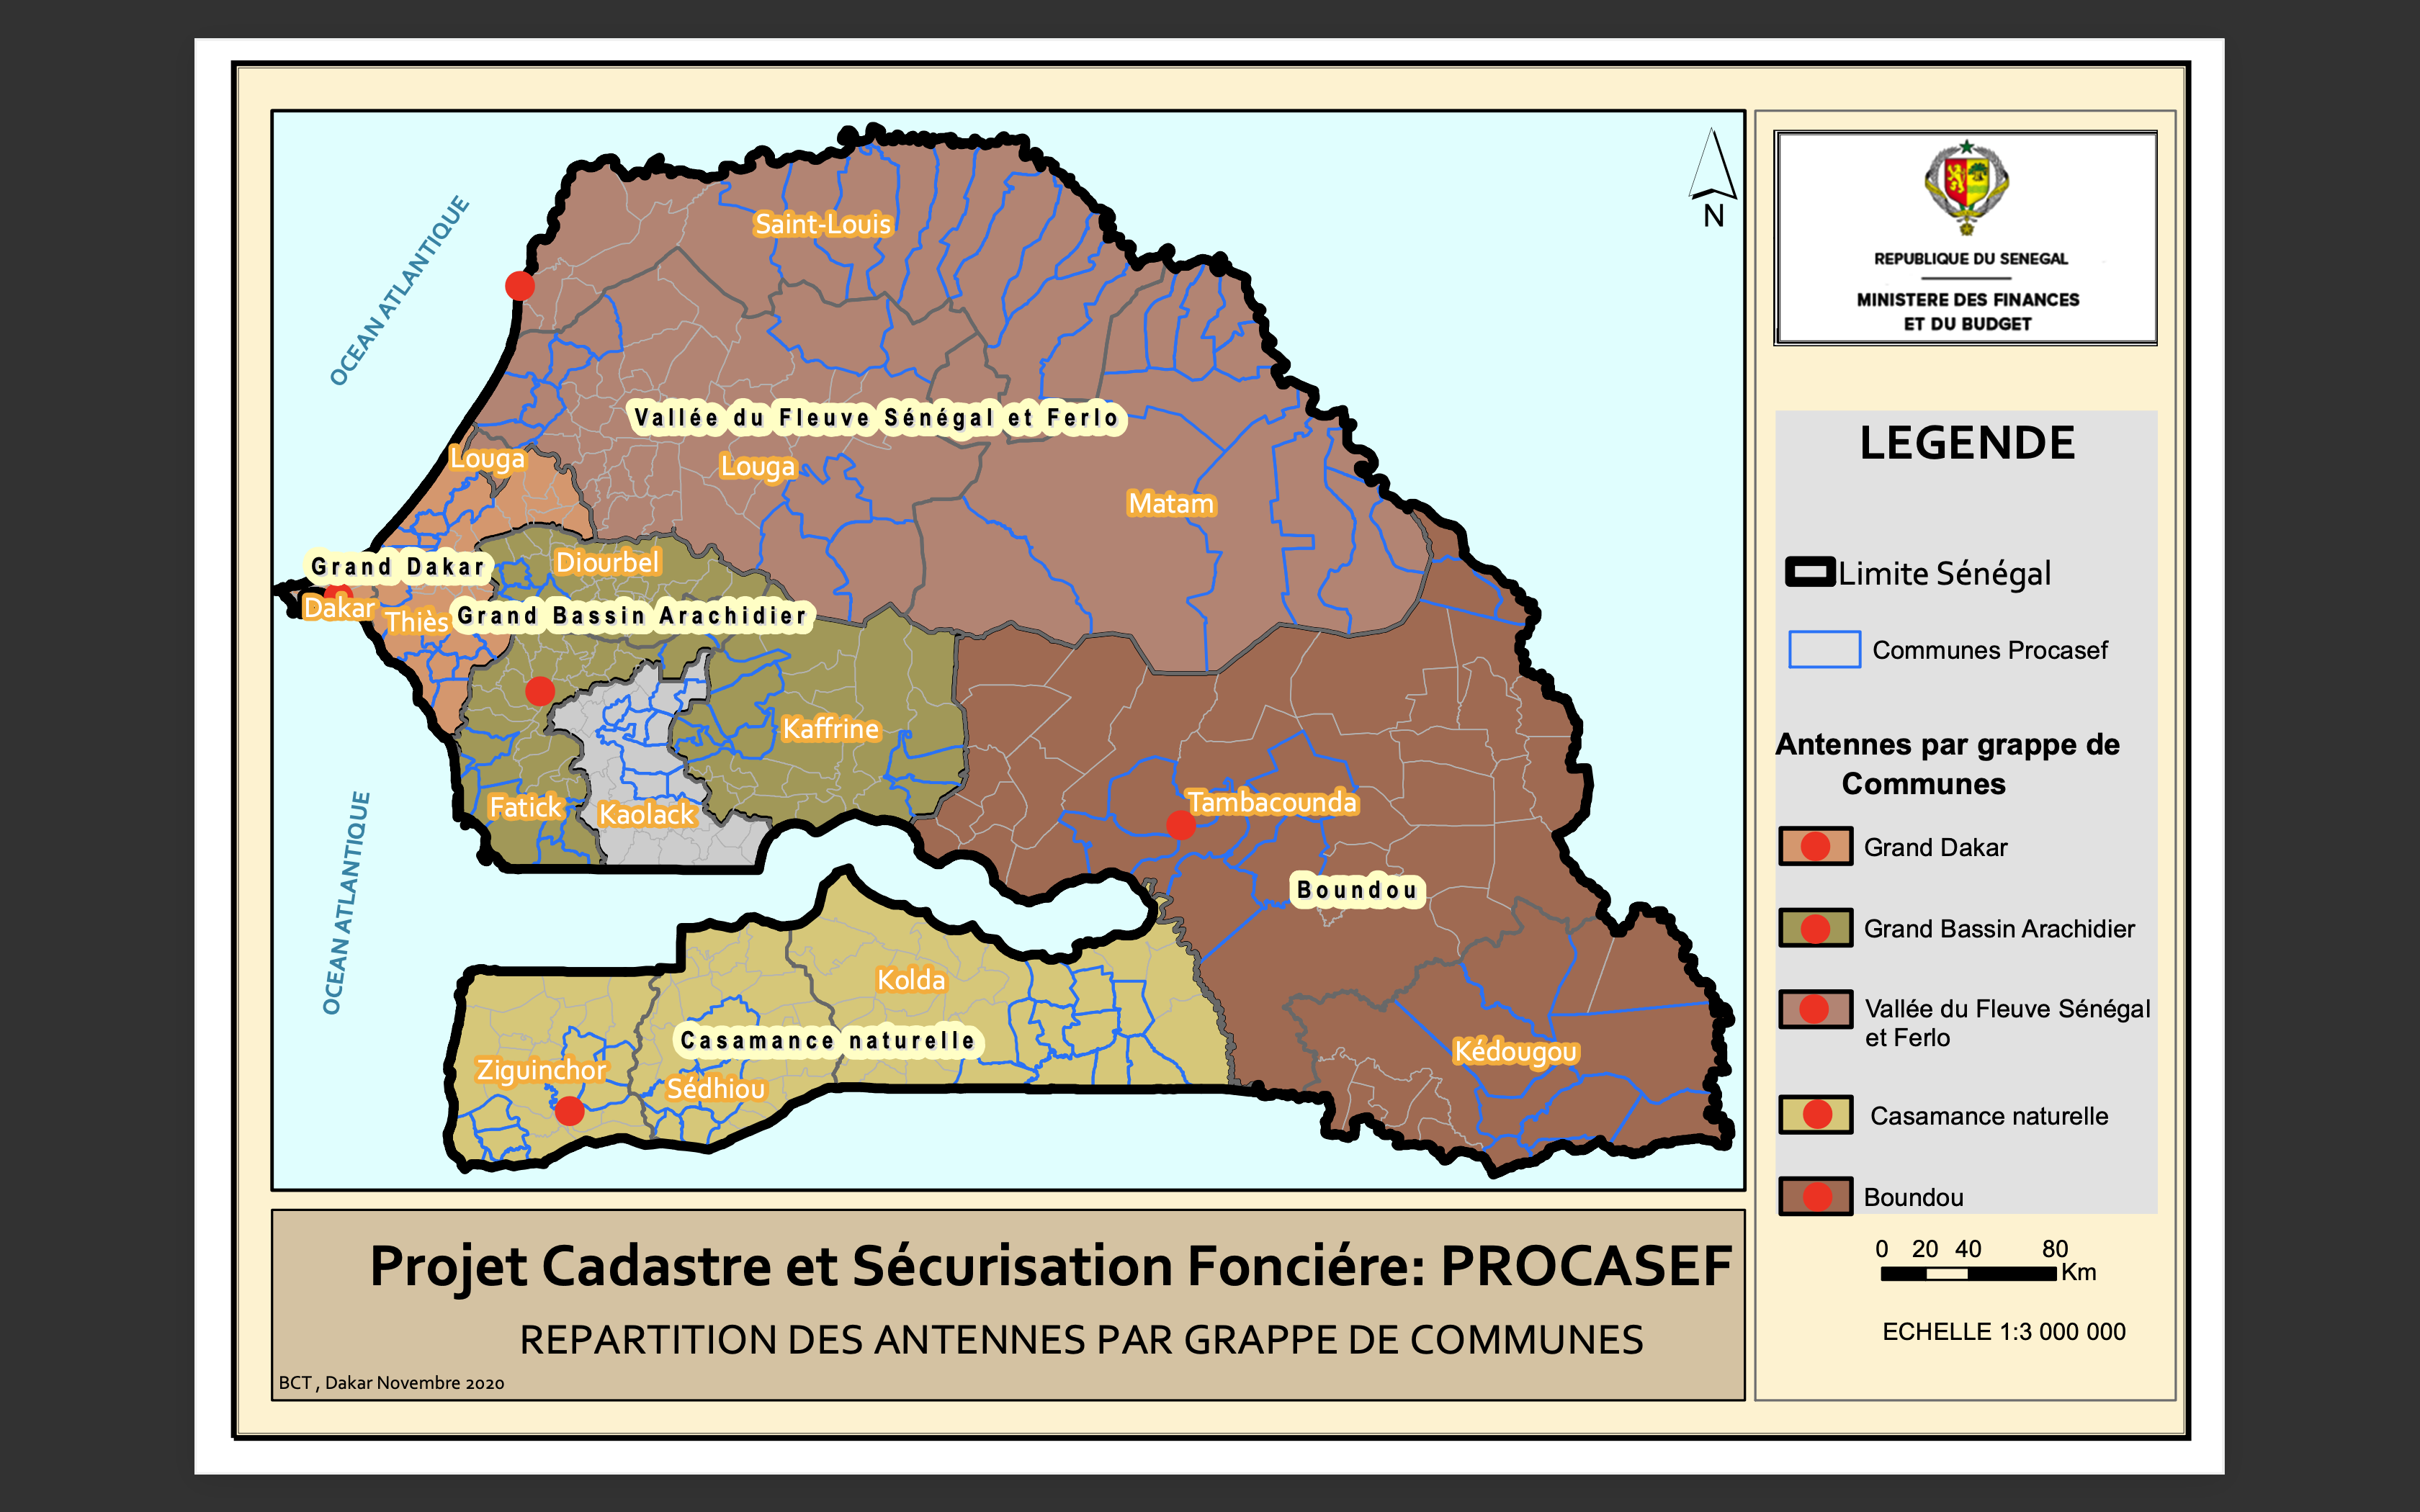 OCEAN ATLANTIQUE
OCEAN ATLANTIQUE
N
Saint-Louis
Vallée du Fleuve Sénégal et Ferlo
Louga
Louga
Matam
Grand Dakar
Diourbel
Dakar
Thiès
Grand Bassin Arachidier
Kaffrine
Fatick
Kaolack
Tambacounda
Boundou
Kolda
Casamance naturelle
Ziguinchor
Sédhiou
Kédougou
REPUBLIQUE DU SENEGAL
MINISTERE DES FINANCES
ET DU BUDGET
LEGENDE
Limite Sénégal
Communes Procasef
Antennes par grappe de
Communes
Grand Dakar
Grand Bassin Arachidier
Vallée du Fleuve Sénégal
et Ferlo
Casamance naturelle
Boundou
0 20 40 80
Km
ECHELLE 1:3 000 000
Projet Cadastre et Sécurisation Fonciére: PROCASEF
REPARTITION DES ANTENNES PAR GRAPPE DE COMMUNES
BCT , Dakar Novembre 2020